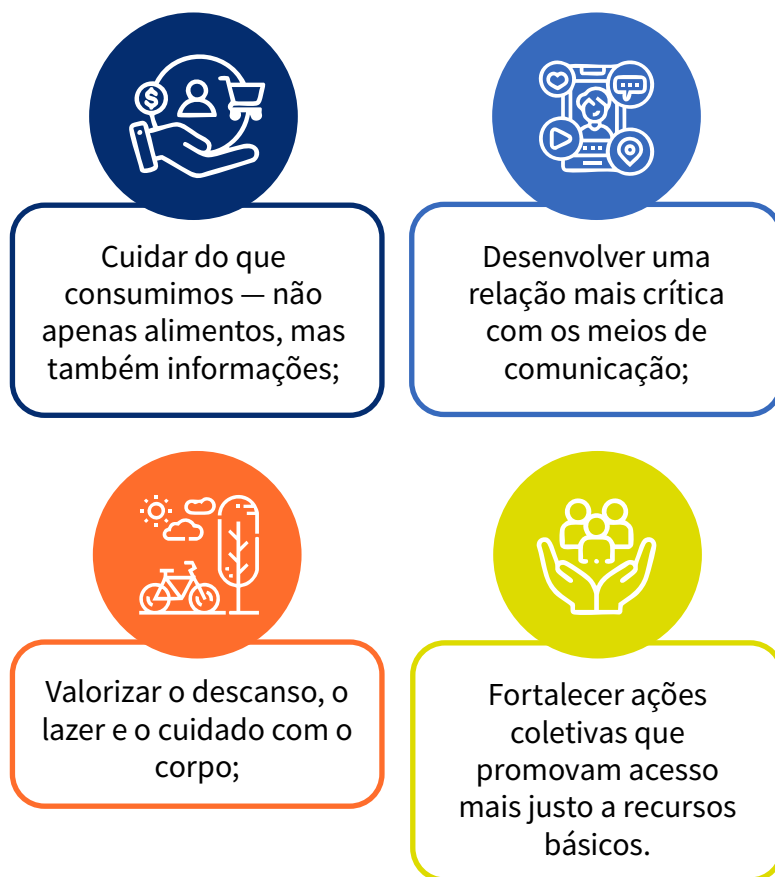 Cuidar do que
consumimos — não
apenas alimentos, mas
também informações;
Desenvolver uma
relação mais crítica
com os meios de
comunicação;
Valorizar o descanso, o
lazer e o cuidado com o
corpo;
Fortalecer ações
coletivas que
promovam acesso
mais justo a recursos
básicos.